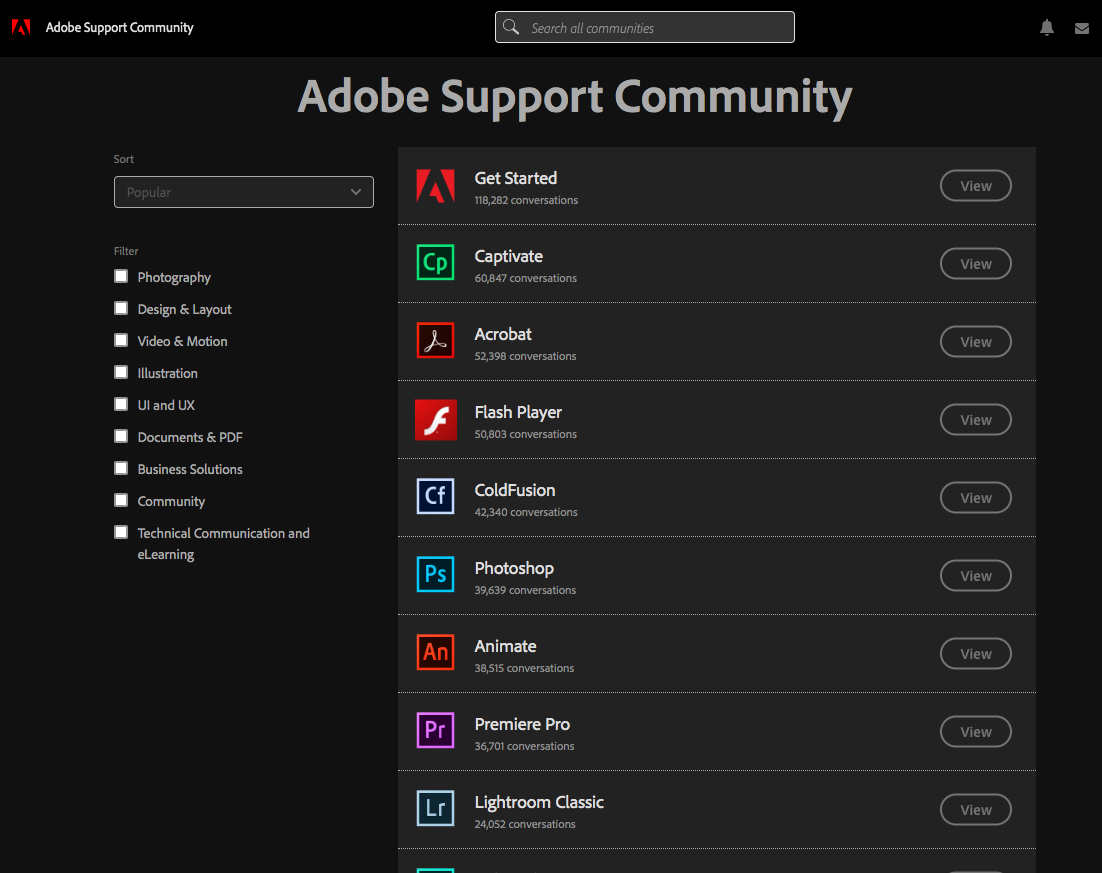 Adobe Support Community
Search all communities
Adobe Support Community
Sort
Popular
Filter
Photography
Design & Layout
Video & Motion
Illustration
UI and UX
Documents & PDF
Business Solutions
Community
Technical Communication and
eLearning
Get Started
118,282 conversations
View
Cp
Captivate
60,847 conversations
View
Acrobat
52,398 conversations
View
Flash Player
50,803 conversations
View
Cf
ColdFusion
42,340 conversations
View
Ps
Photoshop
39,639 conversations
View
An
Animate
38,515 conversations
View
Pr
Premiere Pro
36,701 conversations
View
Lr
Lightroom Classic
24,052 conversations
View